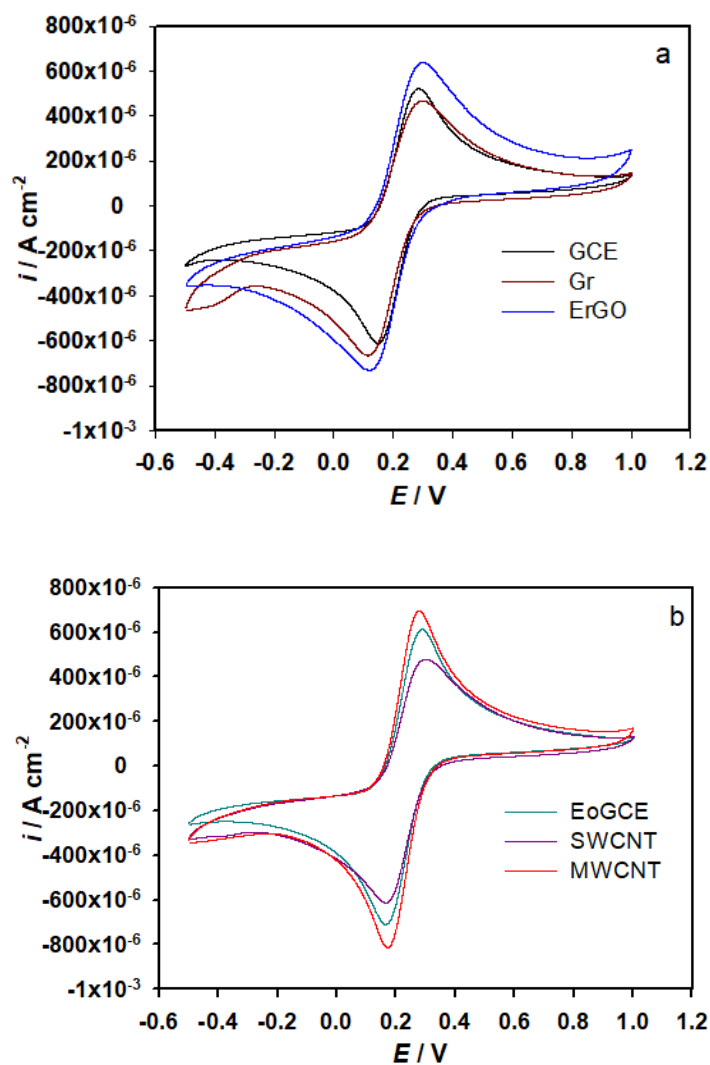 800x10-6
a
600x10-6
400x10-6
200x10-6
0
-200x10-6
-400x10-6
-600x10-6
-800x10-6
-1x10-3
i / A cm-2
GCE
Gr
ErGO
-0.6 -0.4 -0.2 0.0 0.2 0.4 0.6 0.8 1.0 1.2
E / V
800x10-6
b
600x10-6
400x10-6
200x10-6
0
-200x10-6
-400x10-6
-600x10-6
-800x10-6
-1x10-3
i / A cm-2
EoGCE
SWCNT
MWCNT
-0.6 -0.4 -0.2 0.0 0.2 0.4 0.6 0.8 1.0 1.2
E / V